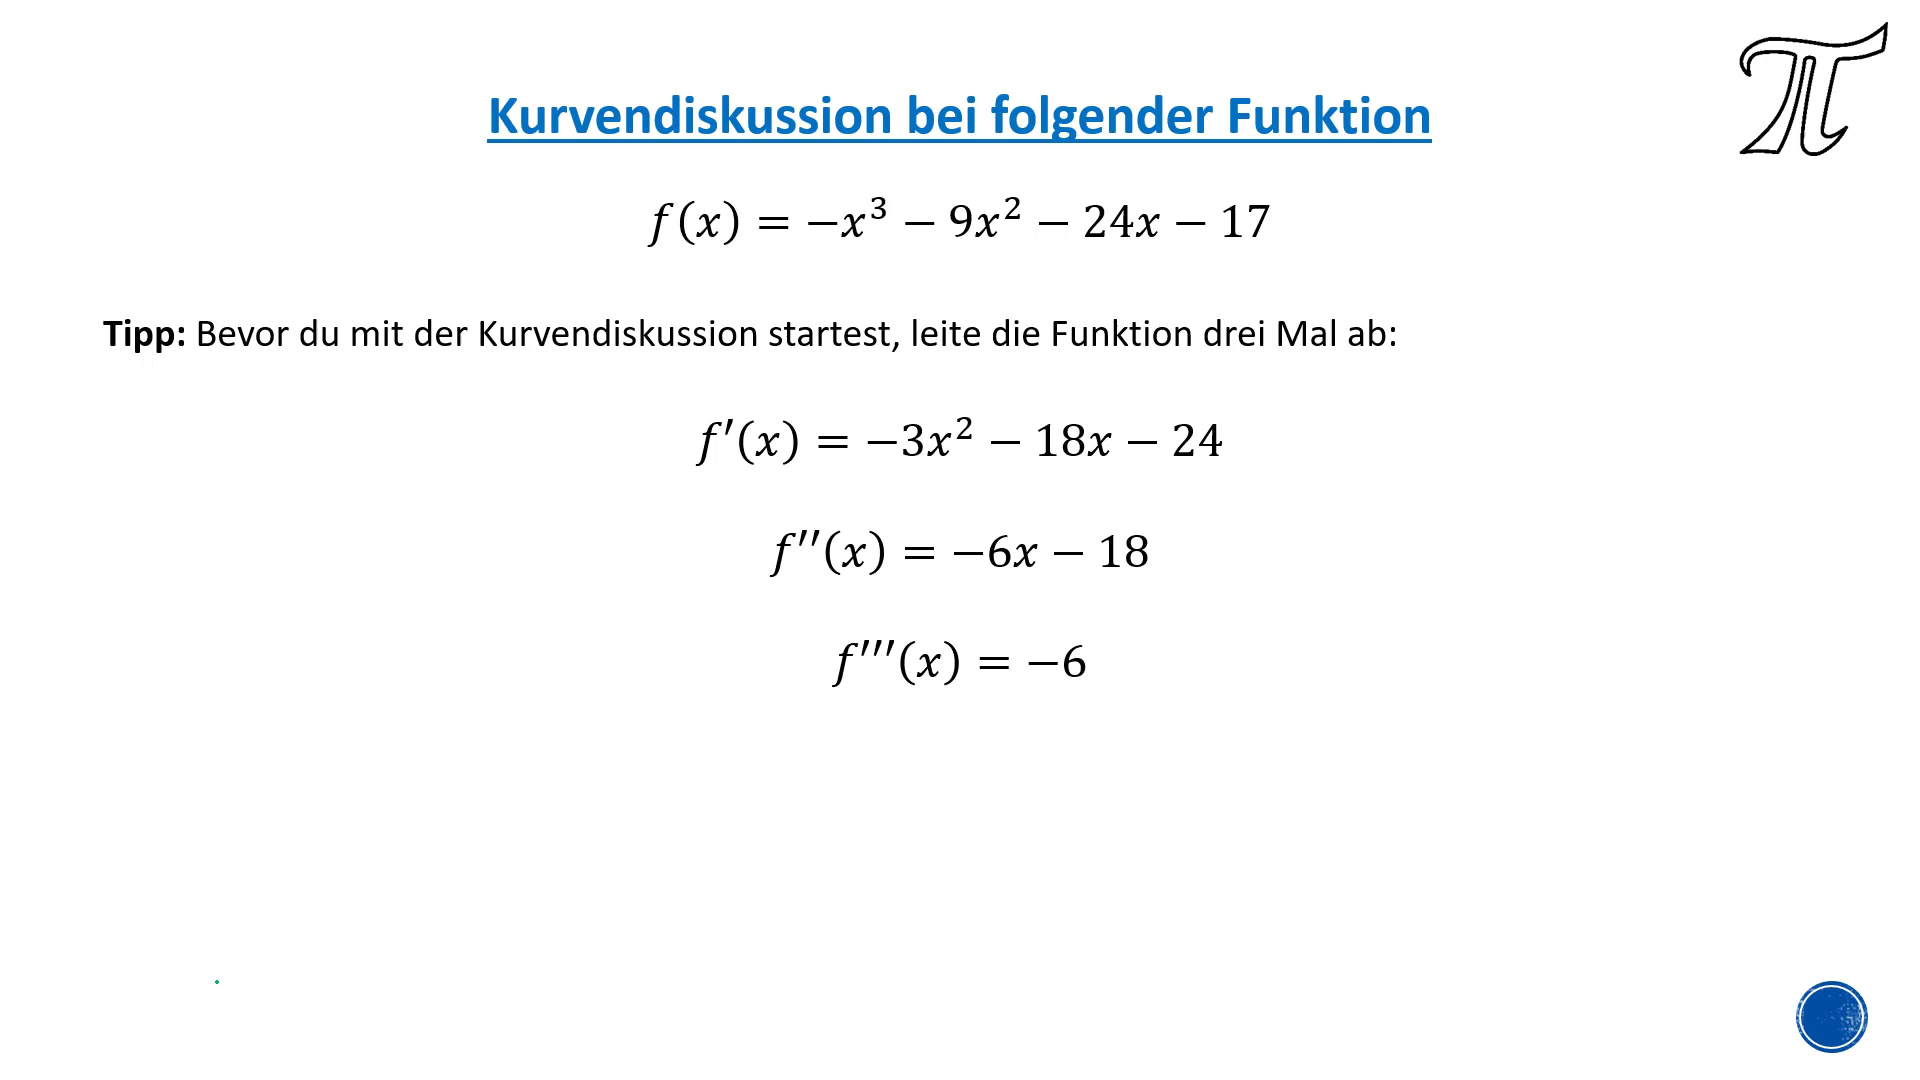 Kurvendiskussion bei folgender Funktion
f(x) = −x³ − 9x² − 24x − 17
Tipp: Bevor du mit der Kurvendiskussion startest, leite die Funktion drei Mal ab:
f′(x) = −3x² − 18x − 24
f′′(x) = −6x − 18
f′′′(x) = −6